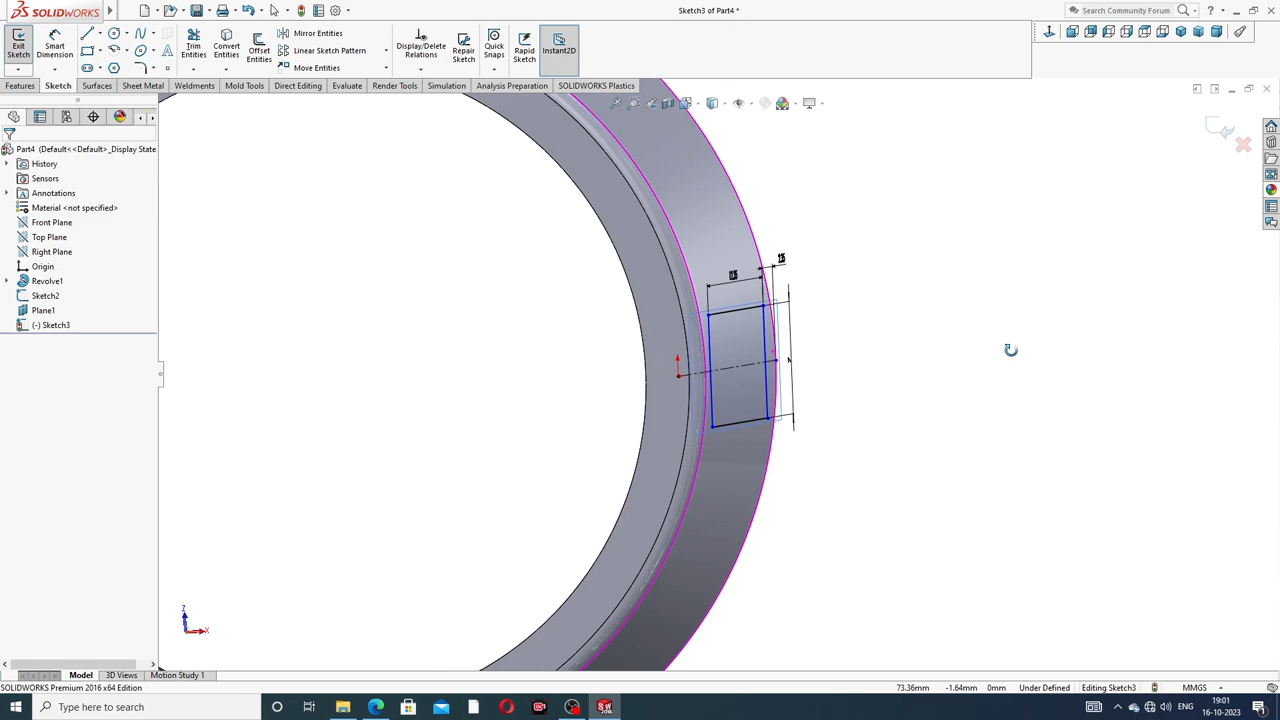 SOLIDWORKS
Sketch3 of Part4 *
Search Community Forum
Exit Sketch
Smart Dimension
Trim Entities
Convert Entities
Offset Entities
Mirror Entities
Linear Sketch Pattern
Move Entities
Display/Delete Relations
Repair Sketch
Quick Snaps
Rapid Sketch
Instant2D
Features Sketch Surfaces Sheet Metal Weldments Mold Tools Direct Editing Evaluate Render Tools Simulation Analysis Preparation SOLIDWORKS Plastics
Part4 (Default<<Default>_Display State
History
Sensors
Annotations
Material <not specified>
Front Plane
Top Plane
Right Plane
Origin
Revolve1
Sketch2
Plane1
(-) Sketch3
Z
X
Model 3D Views Motion Study 1
SOLIDWORKS Premium 2016 x64 Edition
73.36mm -1.64mm 0mm Under Defined Editing Sketch3 MMGS
Type here to search
ENG
19:01
16-10-2023